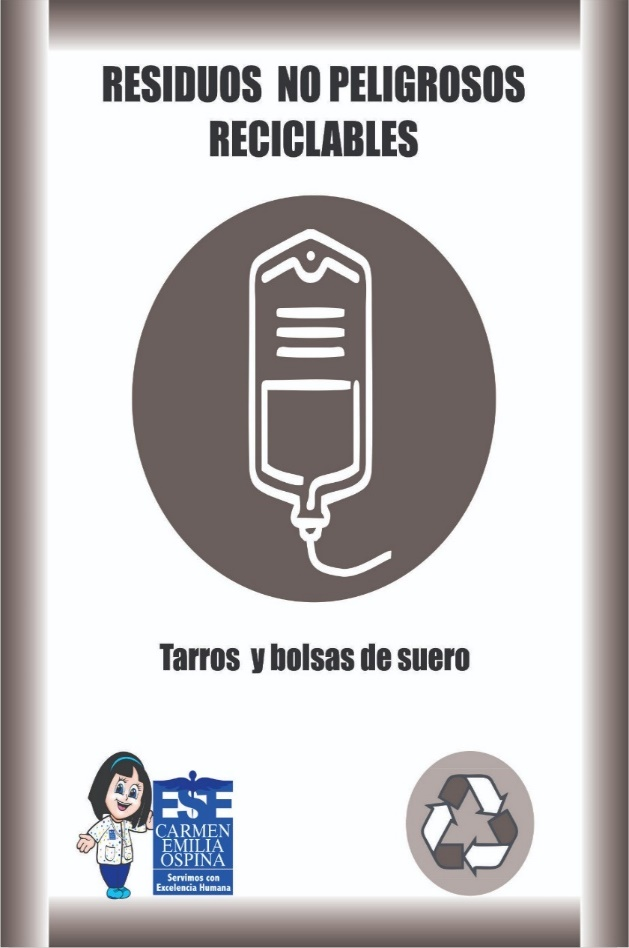 RESIDUOS NO PELIGROSOS
RECICLABLES
Tarros y bolsas de suero
ESE
CARMEN
EMILIA
OSPINA
Servimos con
Excelencia Humana